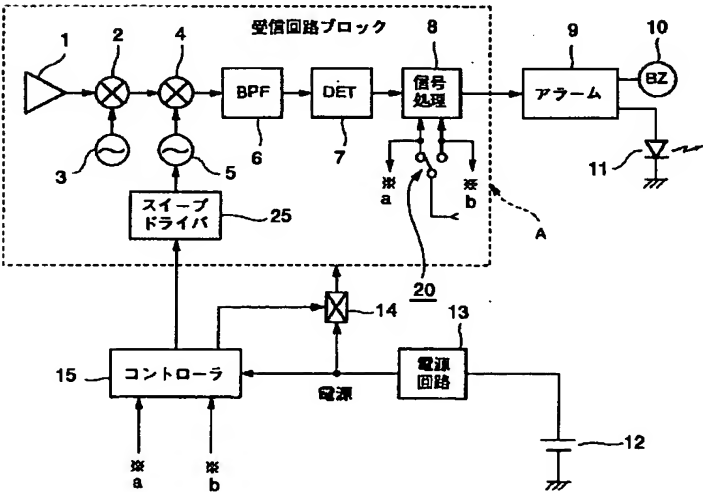 受信回路ブロック
1
2
4
8
9
10
BPF
DET
信号
処理
アラーム
BZ
3
5
6
7
11
※
a
※
b
スイープ
ドライバ
25
A
20
14
13
15
コントローラ
電源
電源
回路
12
※
a
※
b